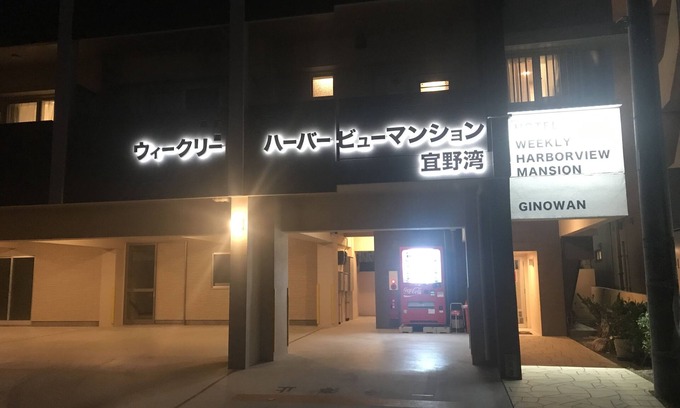 ウィークリー ハーバービューマンション
宜野湾
HOTEL
WEEKLY
HARBORVIEW
MANSION
GINOWAN